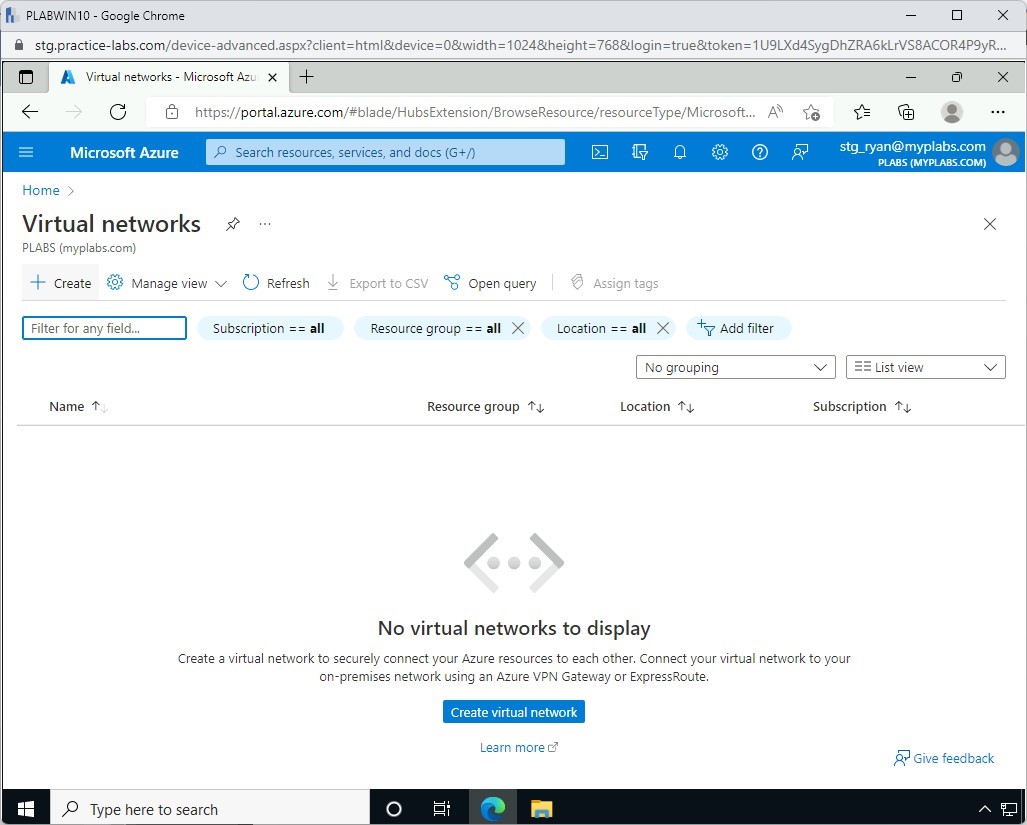 PLABWIN10 - Google Chrome
stg.practice-labs.com/device-advanced.aspx?client=html&device=0&width=1024&height=768&login=true&token=1U9LXd4SygDhZRA6kLrVS8ACOR4P9yR...
Virtual networks - Microsoft Azu
https://portal.azure.com/#blade/HubsExtension/BrowseResource/resourceType/Microsoft...
Microsoft Azure
Search resources, services, and docs (G+/)
stg_ryan@myplabs.com
PLABS (MYPLABS.COM)
Home >
Virtual networks
...
PLABS (myplabs.com)
+ Create Manage view Refresh Export to CSV Open query Assign tags
Filter for any field... Subscription == all Resource group == all Location == all Add filter
No grouping List view
Name Resource group Location Subscription
No virtual networks to display
Create a virtual network to securely connect your Azure resources to each other. Connect your virtual network to your
on-premises network using an Azure VPN Gateway or ExpressRoute.
Create virtual network
Learn more
Give feedback
Type here to search